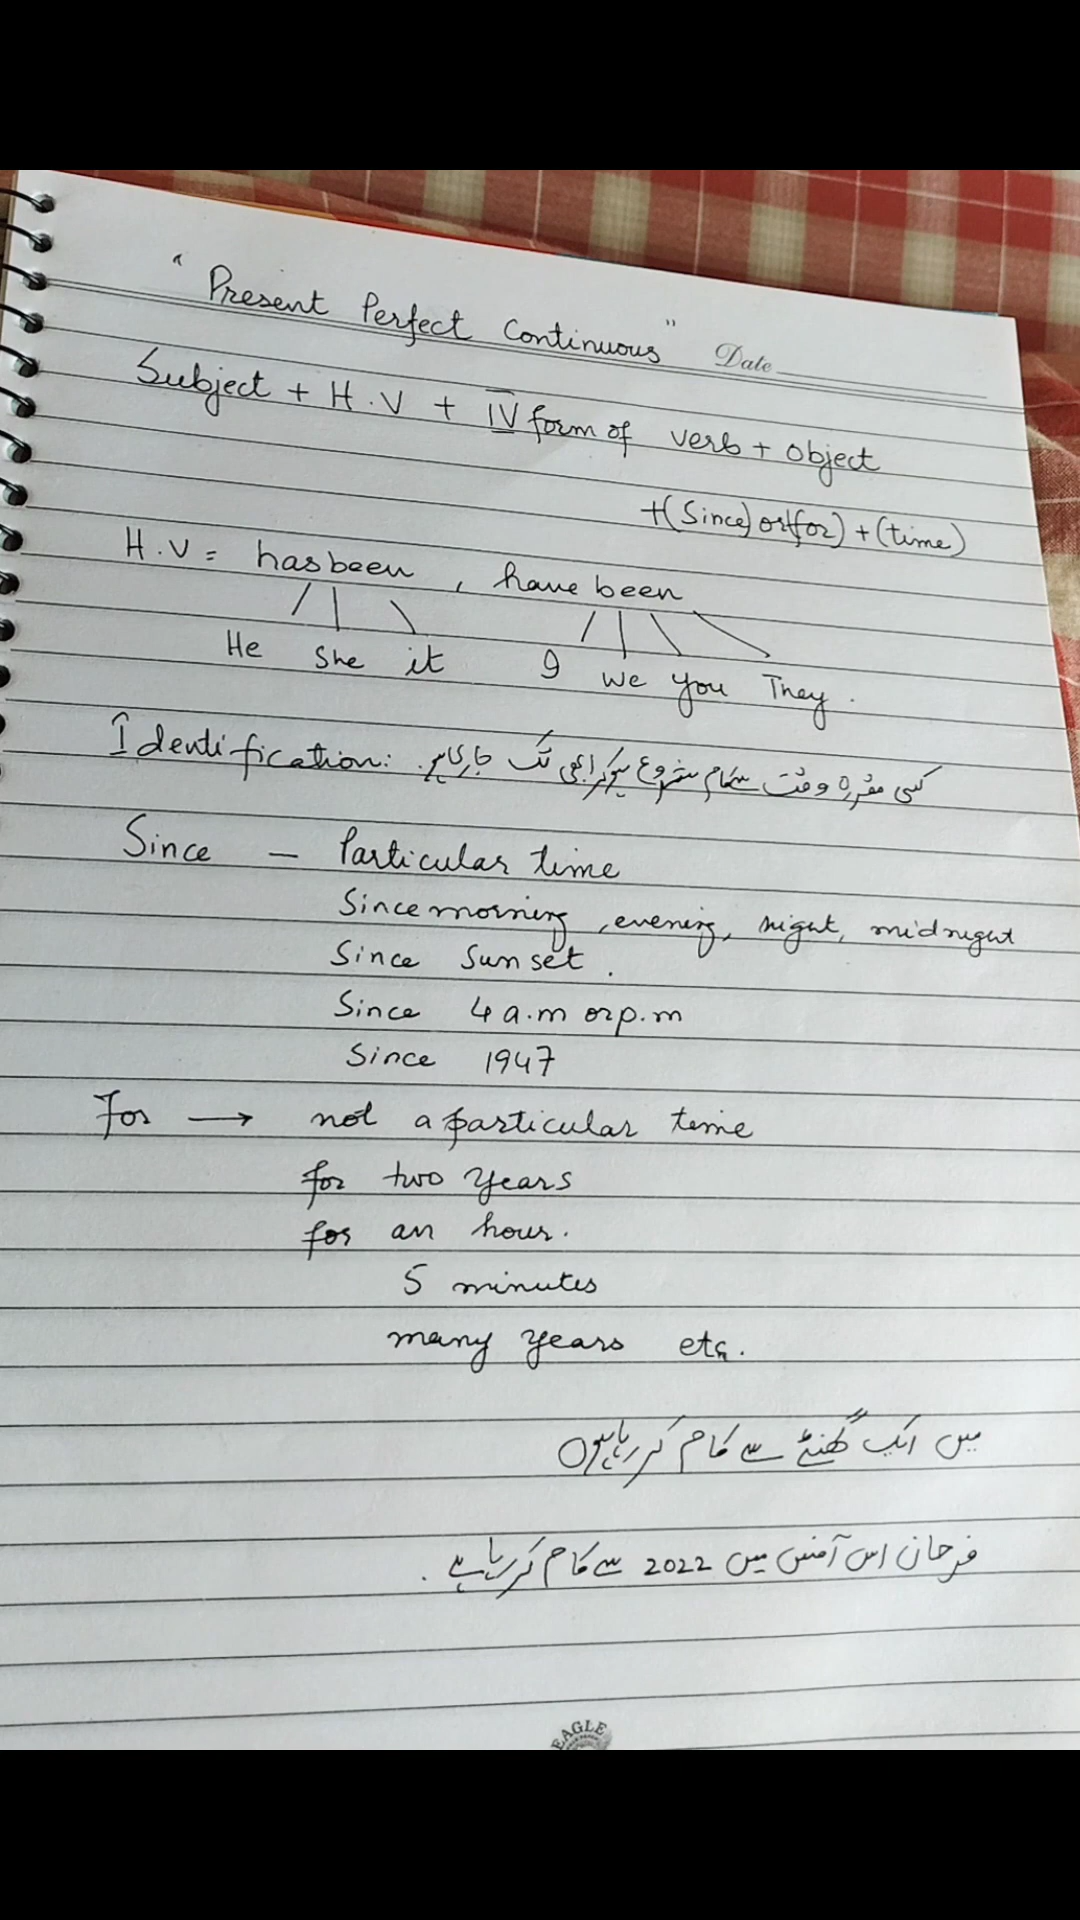 "Present Perfect Continuous" Date
Subject + H.V + IV form of verb + object
+(Since) or (for) + (time)
H.V = has been , have been
He She it I we you They.
Identification: کسی مقررہ وقت سے کام شروع ہو کر ابھی تک جاری ہے.
Since — Particular time
Since morning, evening, night, midnight
Since Sunset.
Since 4 a.m or p.m
Since 1947
For → not a particular time
for two years
for an hour.
5 minutes
many years etc.
میں ایک گھنٹے سے کام کر رہا ہوں
فرحان اس آفس میں 2022 سے کام کر رہا ہے.
EAGLE